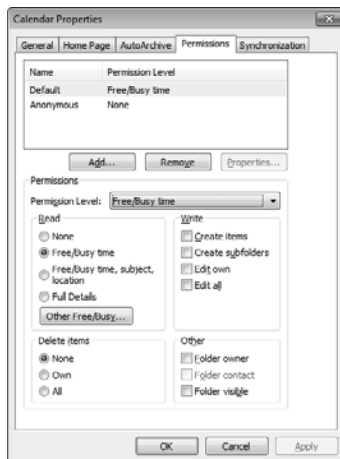 Calendar Properties
General Home Page AutoArchive Permissions Synchronization
Name Permission Level
Default Free/Busy time
Anonymous None
Add... Remove Properties...
Permissions
Permission Level: Free/Busy time
Read
None
Free/Busy time
Free/Busy time, subject,
location
Full Details
Other Free/Busy...
Write
Create items
Create subfolders
Edit own
Edit all
Delete items
None
Own
All
Other
Folder owner
Folder contact
Folder visible
OK Cancel Apply